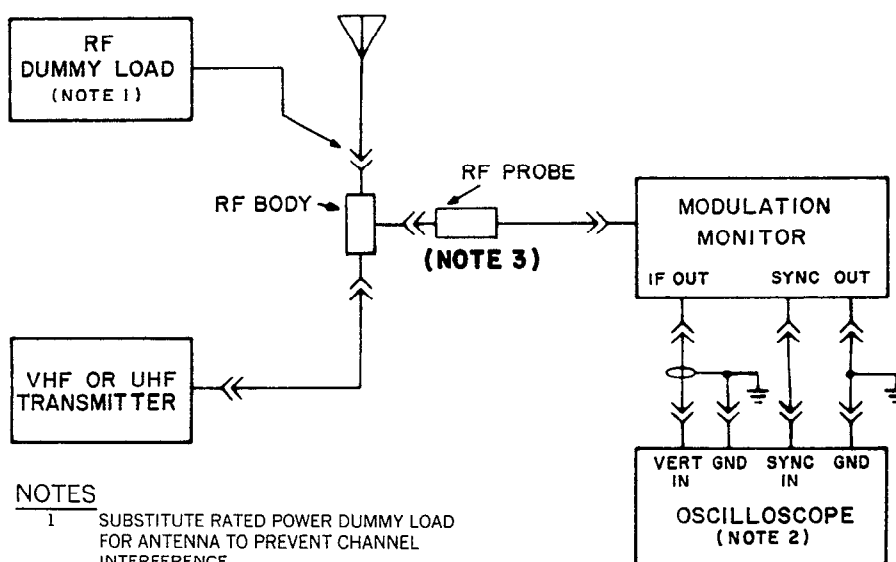 RF
DUMMY LOAD
(NOTE 1)
RF PROBE
RF BODY
(NOTE 3)
MODULATION
MONITOR
IF OUT SYNC OUT
VHF OR UHF
TRANSMITTER
VERT GND SYNC GND
IN IN
OSCILLOSCOPE
(NOTE 2)
NOTES
1 SUBSTITUTE RATED POWER DUMMY LOAD
FOR ANTENNA TO PREVENT CHANNEL
INTERFERENCE